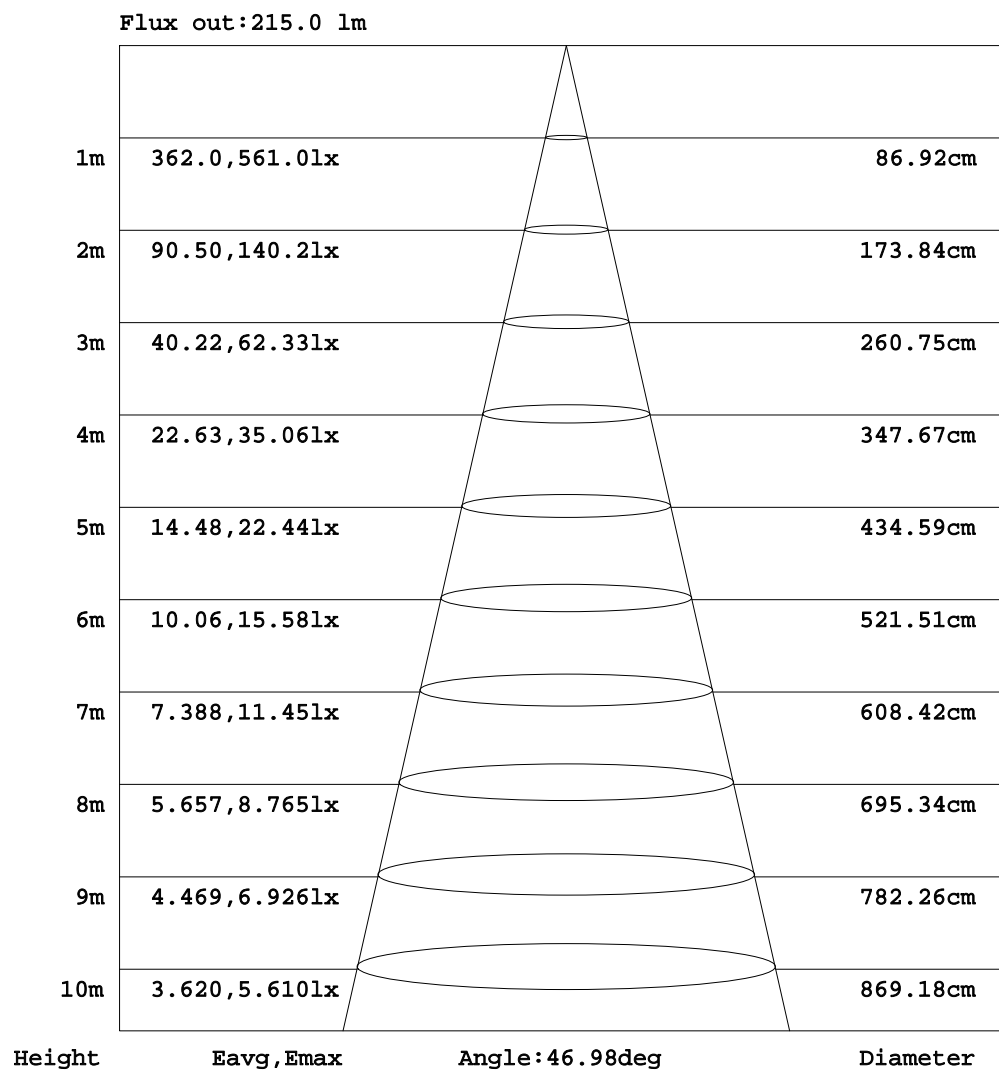 Flux out:215.0 lm
1m 362.0,561.0lx 86.92cm
2m 90.50,140.2lx 173.84cm
3m 40.22,62.33lx 260.75cm
4m 22.63,35.06lx 347.67cm
5m 14.48,22.44lx 434.59cm
6m 10.06,15.58lx 521.51cm
7m 7.388,11.45lx 608.42cm
8m 5.657,8.765lx 695.34cm
9m 4.469,6.926lx 782.26cm
10m 3.620,5.610lx 869.18cm
Height Eavg,Emax Angle:46.98deg Diameter